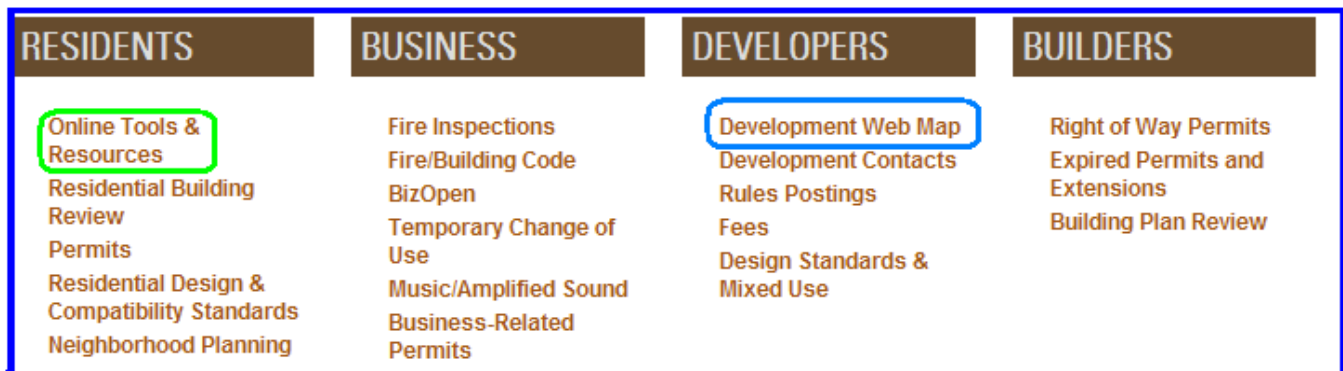 RESIDENTS
Online Tools &
Resources
Residential Building
Review
Permits
Residential Design &
Compatibility Standards
Neighborhood Planning
BUSINESS
Fire Inspections
Fire/Building Code
BizOpen
Temporary Change of
Use
Music/Amplified Sound
Business-Related
Permits
DEVELOPERS
Development Web Map
Development Contacts
Rules Postings
Fees
Design Standards &
Mixed Use
BUILDERS
Right of Way Permits
Expired Permits and
Extensions
Building Plan Review